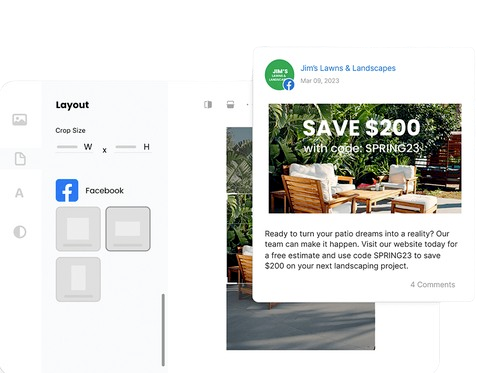 Layout
Crop Size
W x H
Facebook
A
JIM'S
LAWNS &
LANDSCAPES
Jim's Lawns & Landscapes
Mar 09, 2023
SAVE $200
with code: SPRING23
Ready to turn your patio dreams into a reality? Our
team can make it happen. Visit our website today for
a free estimate and use code SPRING23 to save
$200 on your next landscaping project.
4 Comments